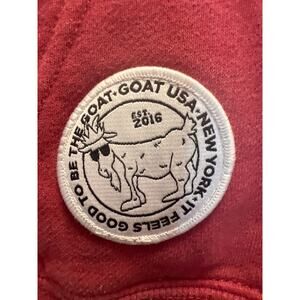 GOAT USA • NEW YORK • IT FEELS GOOD TO BE THE GOAT •
EST.
2016